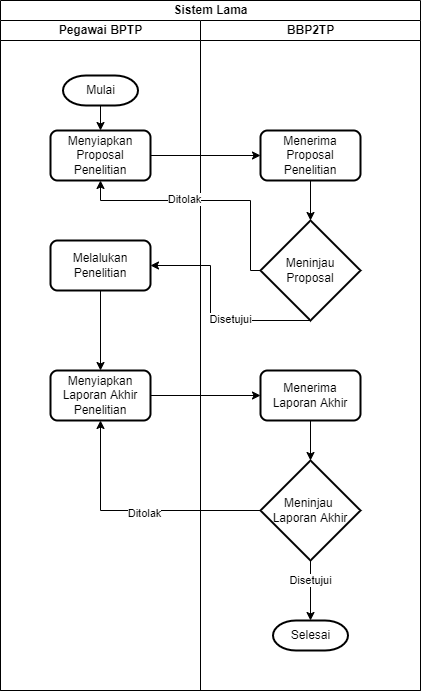 Sistem Lama
Pegawai BPTP
BBP2TP
Mulai
Menyiapkan
Proposal
Penelitian
Menerima
Proposal
Penelitian
Ditolak
Meninjau
Proposal
Melalukan
Penelitian
Disetujui
Menyiapkan
Laporan Akhir
Penelitian
Menerima
Laporan Akhir
Meninjau
Laporan Akhir
Ditolak
Disetujui
Selesai